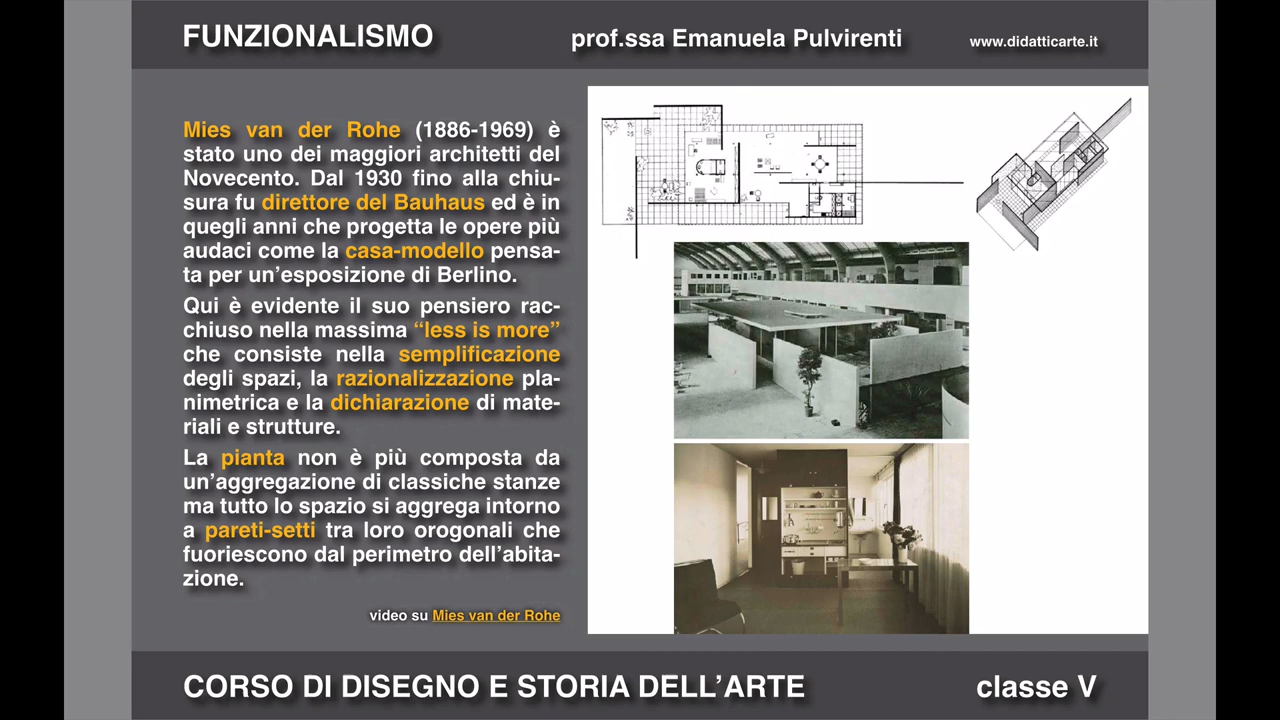 FUNZIONALISMO
prof.ssa Emanuela Pulvirenti
www.didatticarte.it
Mies van der Rohe (1886-1969) è
stato uno dei maggiori architetti del
Novecento. Dal 1930 fino alla chiu-
sura fu direttore del Bauhaus ed è in
quegli anni che progetta le opere più
audaci come la casa-modello pensa-
ta per un'esposizione di Berlino.
Qui è evidente il suo pensiero rac-
chiuso nella massima “less is more”
che consiste nella semplificazione
degli spazi, la razionalizzazione pla-
nimetrica e la dichiarazione di mate-
riali e strutture.
La pianta non è più composta da
un'aggregazione di classiche stanze
ma tutto lo spazio si aggrega intorno
a pareti-setti tra loro orogonali che
fuoriescono dal perimetro dell'abita-
zione.
video su Mies van der Rohe
CORSO DI DISEGNO E STORIA DELL'ARTE
classe V